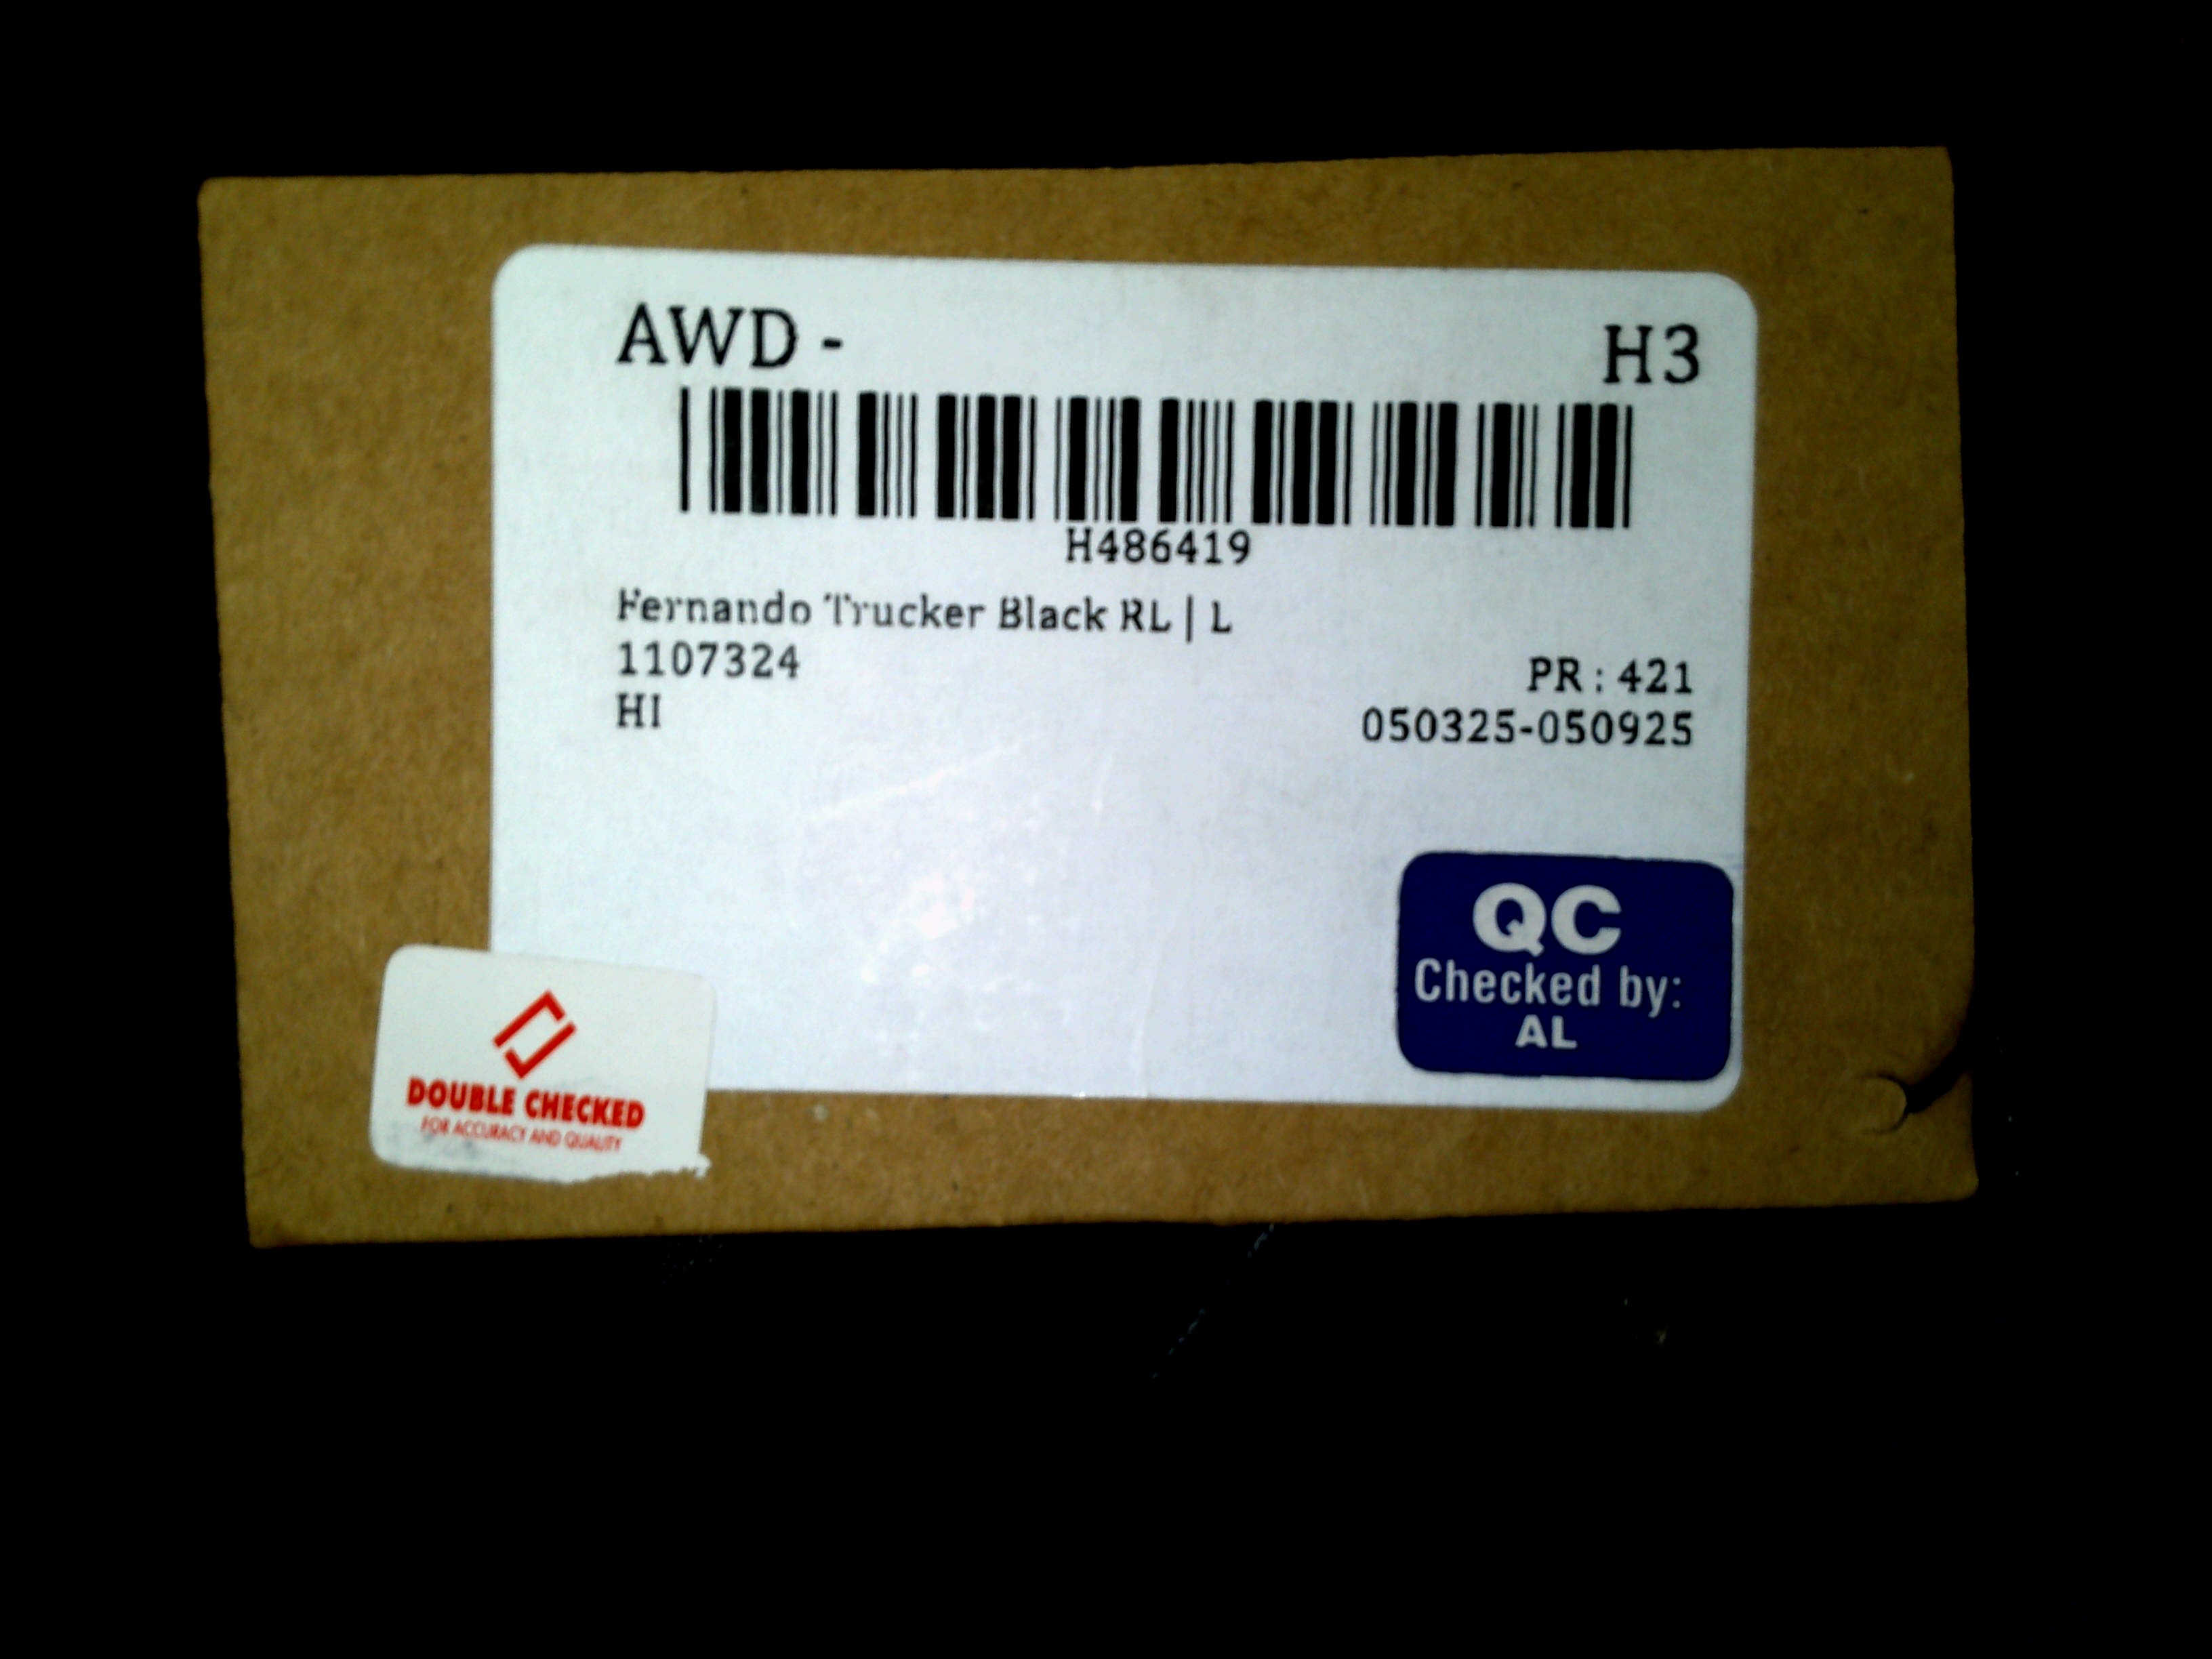 AWD - H3
H486419
Fernando Trucker Black RL | L
1107324
PR : 421
HI
050325-050925
QC
Checked by:
AL
DOUBLE CHECKED
FOR ACCURACY AND QUALITY